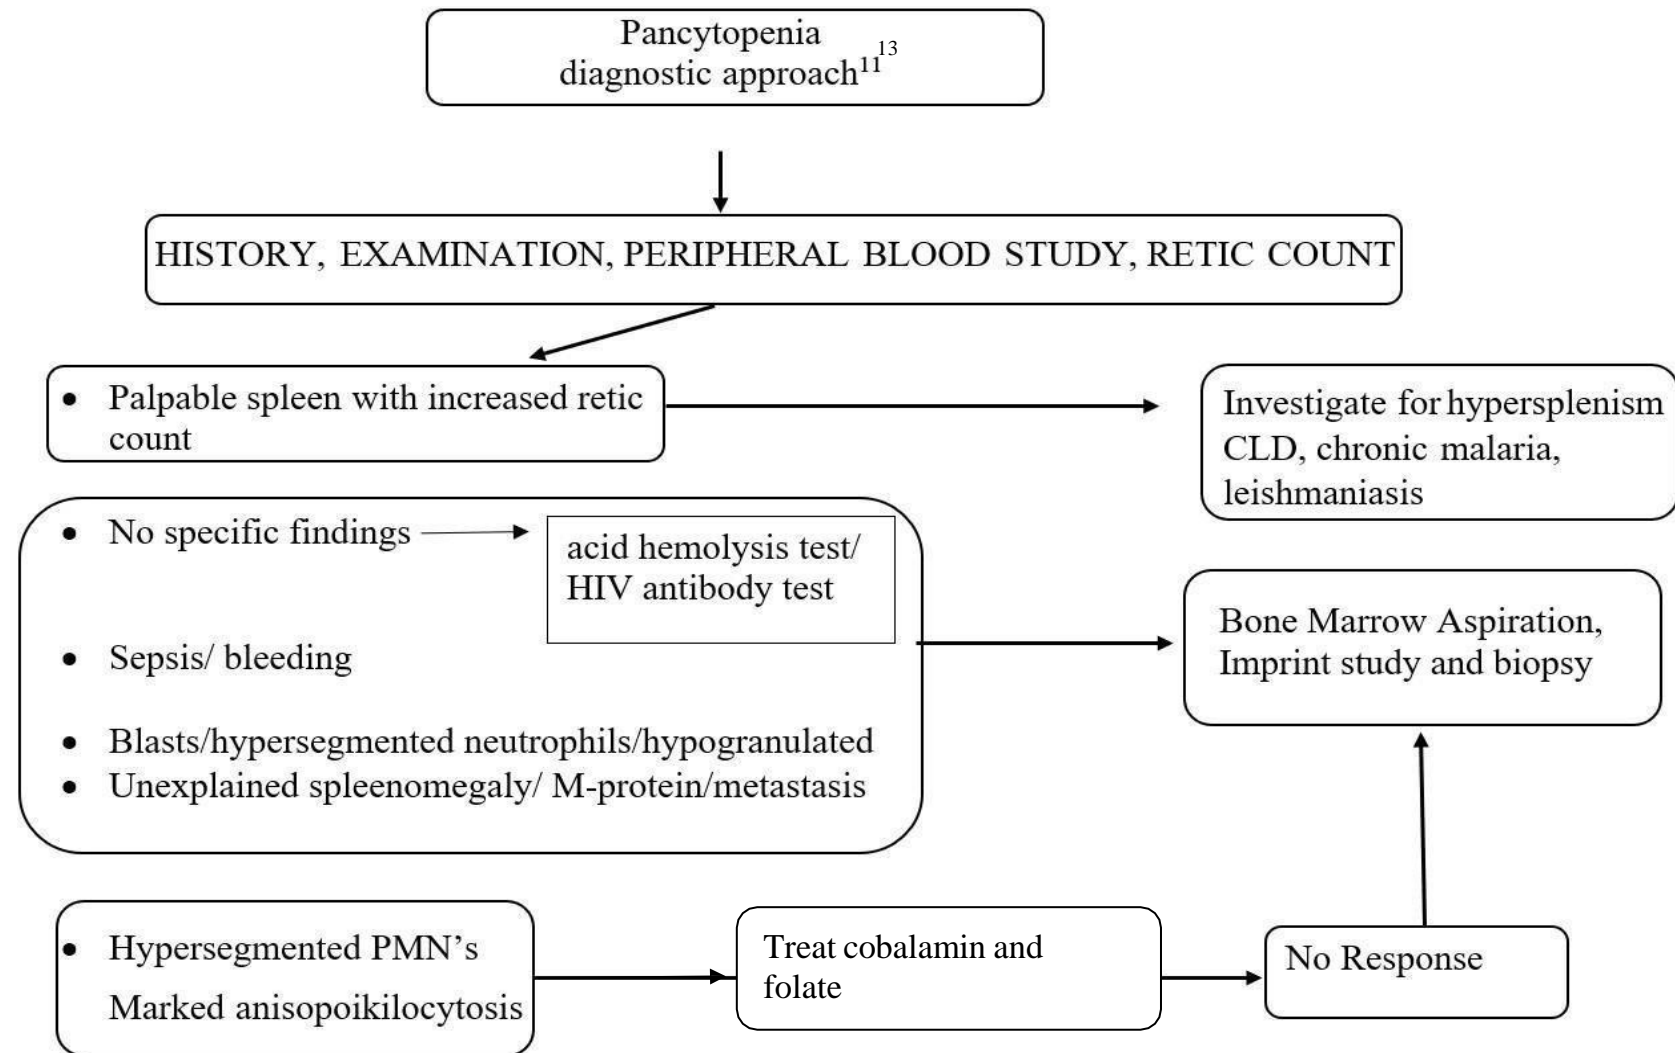 Pancytopenia
diagnostic approach11 13
HISTORY, EXAMINATION, PERIPHERAL BLOOD STUDY, RETIC COUNT
• Palpable spleen with increased retic
count
Investigate for hypersplenism
CLD, chronic malaria,
leishmaniasis
• No specific findings
acid hemolysis test/
HIV antibody test
• Sepsis/ bleeding
• Blasts/hypersegmented neutrophils/hypogranulated
• Unexplained spleenomegaly/ M-protein/metastasis
Bone Marrow Aspiration,
Imprint study and biopsy
• Hypersegmented PMN’s
Marked anisopoikilocytosis
Treat cobalamin and
folate
No Response